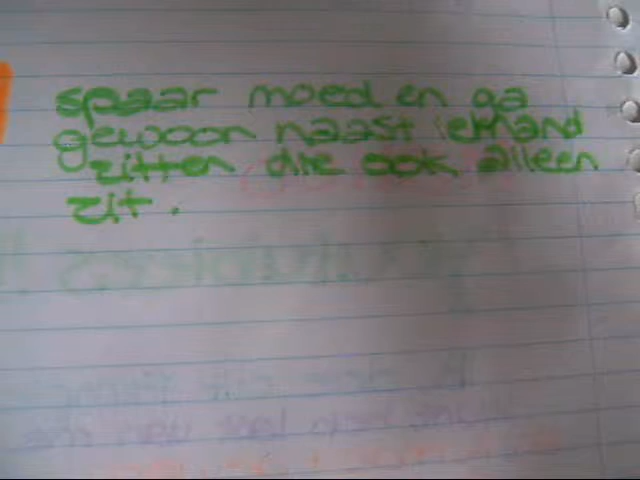 spaar moed en ga
gewoon naast iemand
zitten die ook alleen
zit.